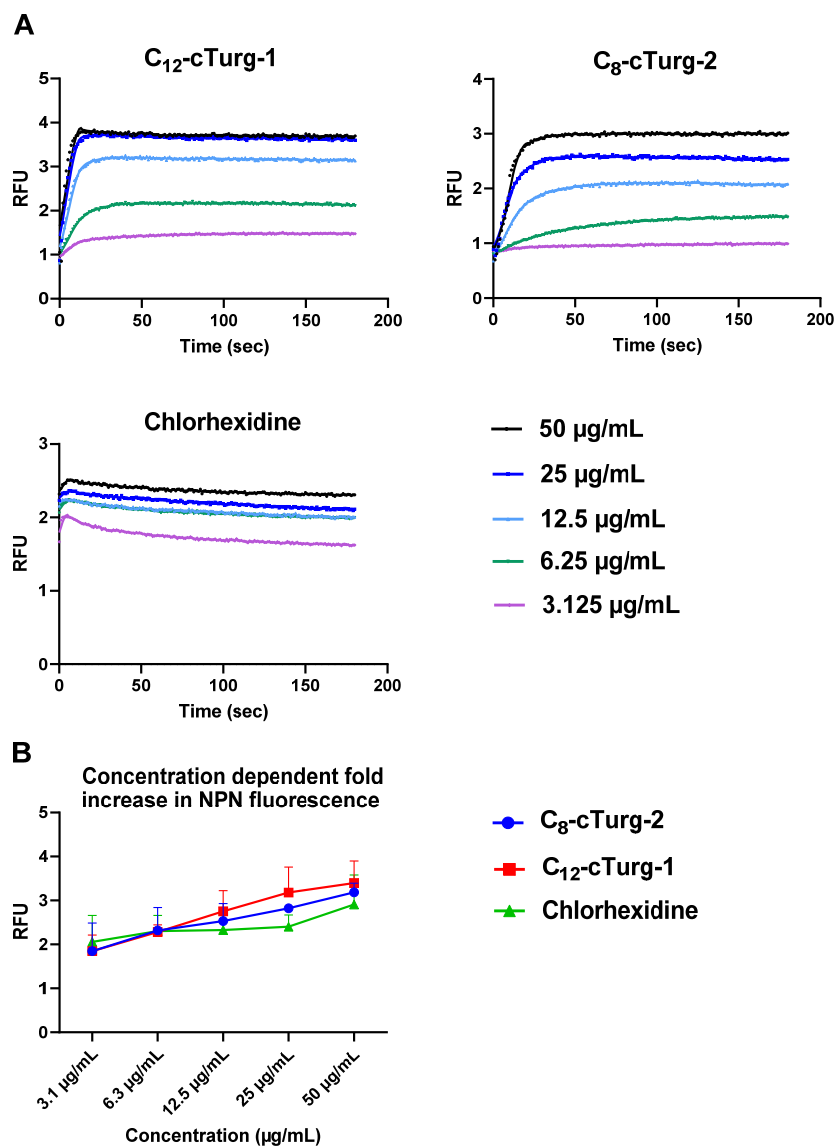 A
C12-cTurg-1
5
4
3
2
1
0
RFU
0 50 100 150 200
Time (sec)
C8-cTurg-2
4
3
2
1
0
RFU
0 50 100 150 200
Time (sec)
Chlorhexidine
3
2
1
0
RFU
0 50 100 150 200
Time (sec)
50 µg/mL
25 µg/mL
12.5 µg/mL
6.25 µg/mL
3.125 µg/mL
B
Concentration dependent fold
increase in NPN fluorescence
5
4
3
2
1
0
RFU
3.1 µg/mL
6.3 µg/mL
12.5 µg/mL
25 µg/mL
50 µg/mL
Concentration (µg/mL)
C8-cTurg-2
C12-cTurg-1
Chlorhexidine